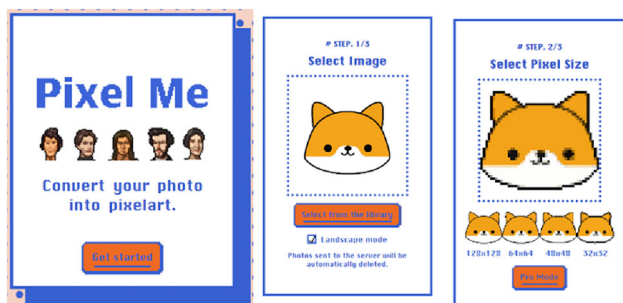 Pixel Me
Convert your photo
into pixelart.
Get started
# STEP. 1/3
Select Image
Select from the library
Landscape mode
Photos sent to the server will be
automatically deleted.
# STEP. 2/3
Select Pixel Size
128x128 64x64 48x48 32x32
Pro Mode